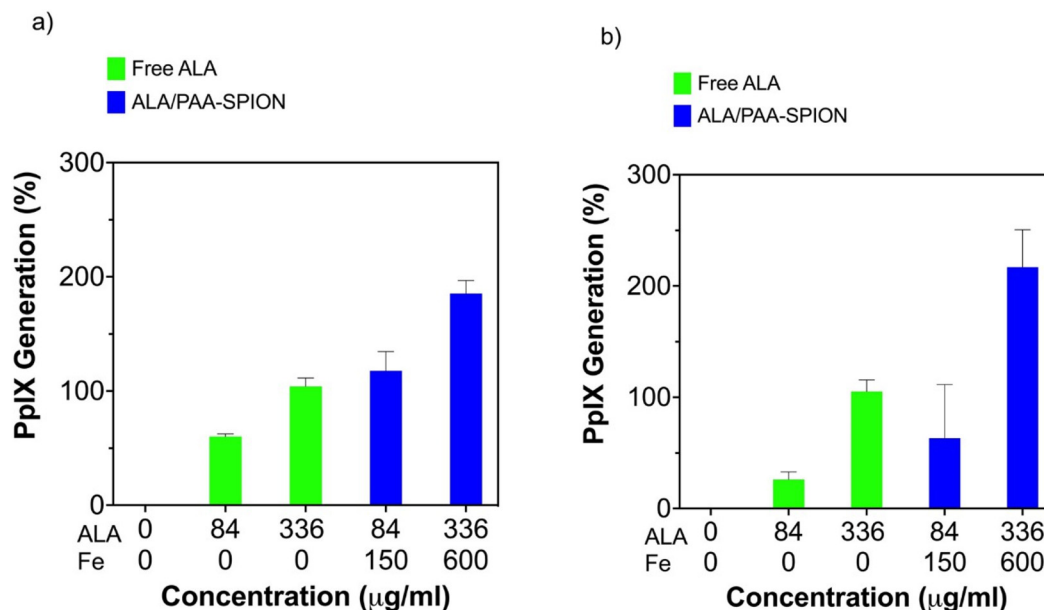 a)
Free ALA
ALA/PAA-SPION
PpIX Generation (%)
300
200
100
0
ALA 0 84 336 84 336
Fe 0 0 0 150 600
Concentration (μg/ml)
b)
Free ALA
ALA/PAA-SPION
PpIX Generation (%)
300
200
100
0
ALA 0 84 336 84 336
Fe 0 0 0 150 600
Concentration (μg/ml)